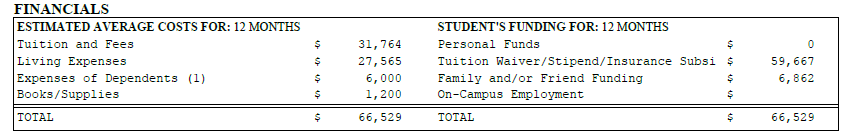 FINANCIALS
ESTIMATED AVERAGE COSTS FOR: 12 MONTHS STUDENT'S FUNDING FOR: 12 MONTHS
Tuition and Fees $ 31,764 Personal Funds $ 0
Living Expenses $ 27,565 Tuition Waiver/Stipend/Insurance Subsi $ 59,667
Expenses of Dependents (1) $ 6,000 Family and/or Friend Funding $ 6,862
Books/Supplies $ 1,200 On-Campus Employment $
TOTAL $ 66,529 TOTAL $ 66,529